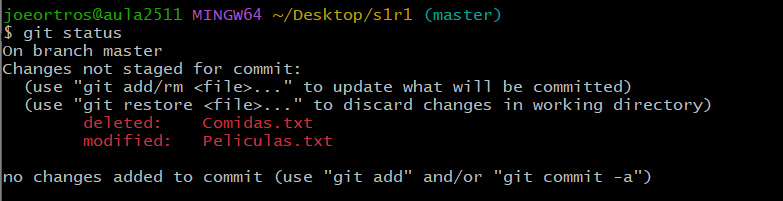 joeortros@aula2511 MINGW64 ~/Desktop/s1r1 (master)
$ git status
On branch master
Changes not staged for commit:
  (use "git add/rm <file>..." to update what will be committed)
  (use "git restore <file>..." to discard changes in working directory)
        deleted:    Comidas.txt
        modified:   Peliculas.txt

no changes added to commit (use "git add" and/or "git commit -a")